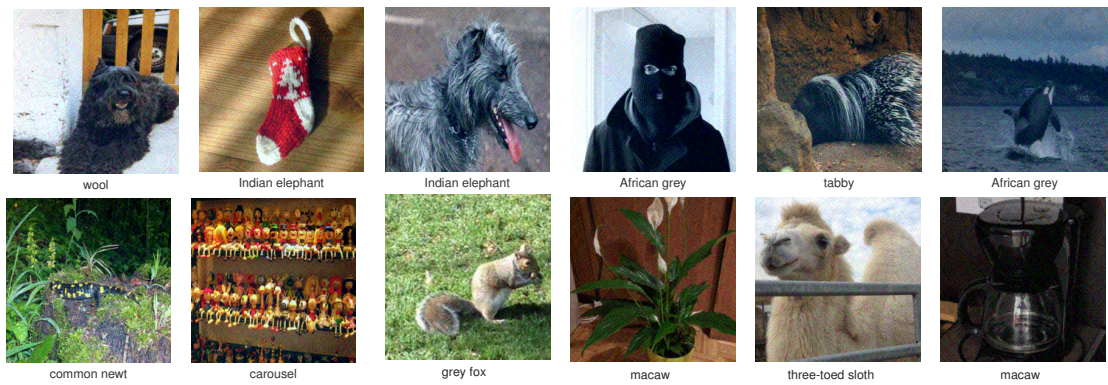 wool
Indian elephant
Indian elephant
African grey
tabby
African grey
common newt
carousel
grey fox
macaw
three-toed sloth
macaw